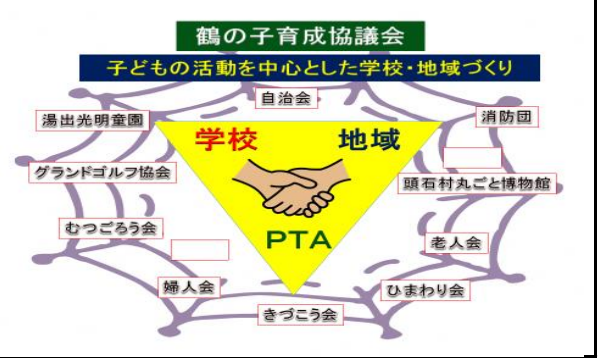 鶴の子育成協議会
子どもの活動を中心とした学校・地域づくり
自治会
湯出光明童園
消防団
学校
地域
グランドゴルフ協会
頭石村丸ごと博物館
むつごろう会
PTA
老人会
婦人会
ひまわり会
きづこう会